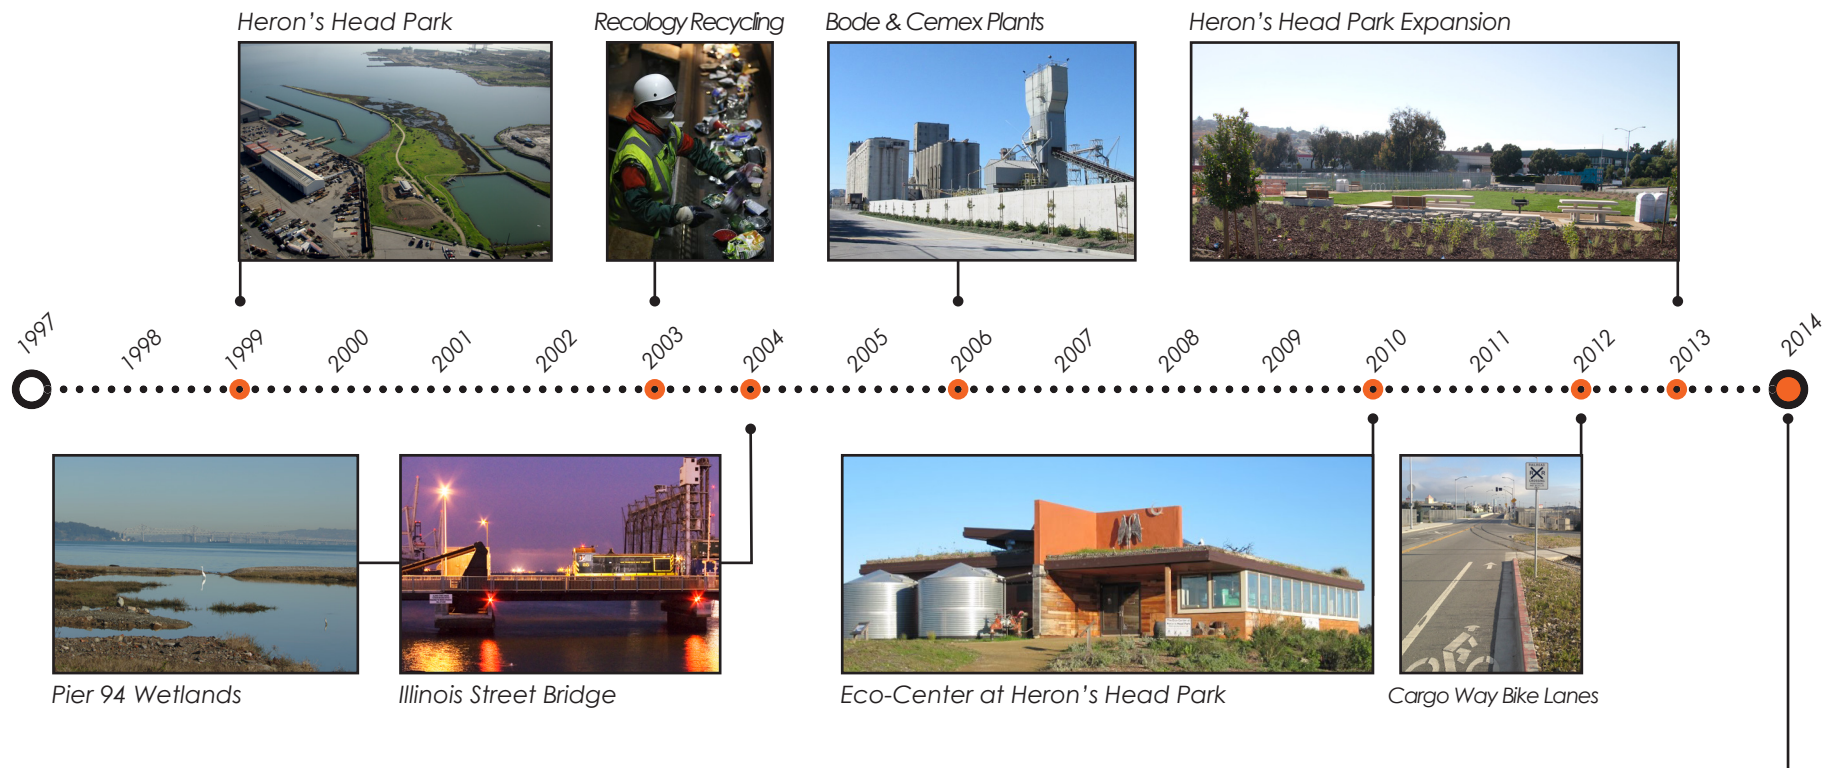 Heron's Head Park
Recology Recycling
Bode & Cemex Plants
Heron's Head Park Expansion
1997
1998
1999
2000
2001
2002
2003
2004
2005
2006
2007
2008
2009
2010
2011
2012
2013
2014
Pier 94 Wetlands
Illinois Street Bridge
Eco-Center at Heron's Head Park
Cargo Way Bike Lanes